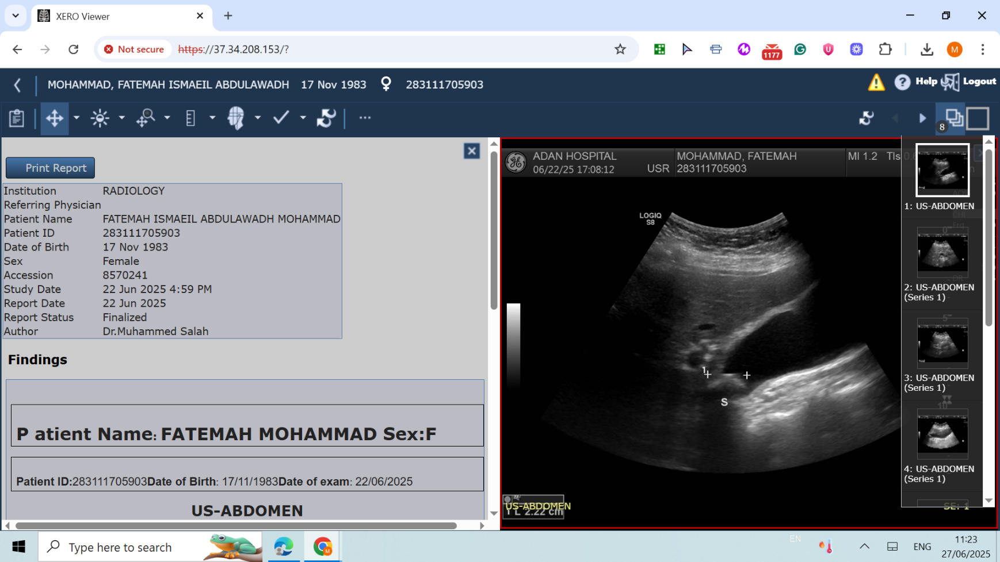 XERO Viewer
Not secure https://37.34.208.153/?
1177
M
MOHAMMAD, FATEMAH ISMAEIL ABDULAWADH 17 Nov 1983 283111705903
Help Logout
8
Print Report
Institution RADIOLOGY
Referring Physician
Patient Name FATEMAH ISMAEIL ABDULAWADH MOHAMMAD
Patient ID 283111705903
Date of Birth 17 Nov 1983
Sex Female
Accession 8570241
Study Date 22 Jun 2025 4:59 PM
Report Date 22 Jun 2025
Report Status Finalized
Author Dr.Muhammed Salah
Findings
P atient Name: FATEMAH MOHAMMAD Sex:F
Patient ID:283111705903Date of Birth: 17/11/1983Date of exam: 22/06/2025
US-ABDOMEN
ADAN HOSPITAL
06/22/25 17:08:12 USR
MOHAMMAD, FATEMAH
283111705903
MI 1.2 TIs
LOGIQ
S8
1
S
US-ABDOMEN
1 L 2.22 cm
1: US-ABDOMEN
2: US-ABDOMEN
(Series 1)
3: US-ABDOMEN
(Series 1)
4: US-ABDOMEN
(Series 1)
SE: 1
Type here to search
M
EN
ENG
11:23
27/06/2025